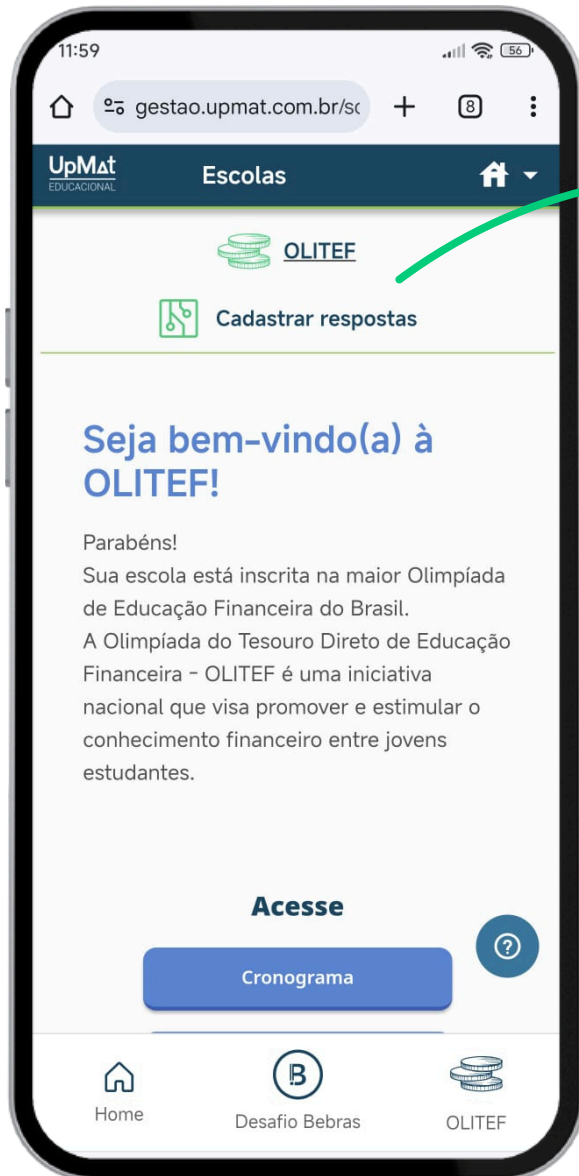 11:59
56
gestao.upmat.com.br/sc
8
UpMat
EDUCACIONAL
Escolas
OLITEF
Cadastrar respostas
Seja bem-vindo(a) à
OLITEF!
Parabéns!
Sua escola está inscrita na maior Olimpíada
de Educação Financeira do Brasil.
A Olimpíada do Tesouro Direto de Educação
Financeira - OLITEF é uma iniciativa
nacional que visa promover e estimular o
conhecimento financeiro entre jovens
estudantes.
Acesse
Cronograma
?
B
Home
Desafio Bebras
OLITEF